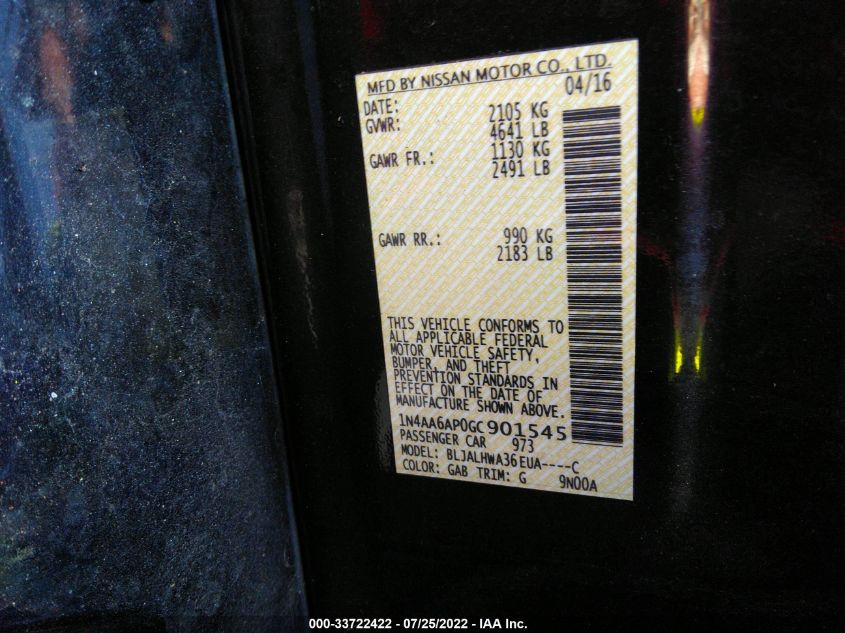 MFD BY NISSAN MOTOR CO., LTD.
DATE: 04/16
GVWR: 2105 KG
4641 LB
GAWR FR.: 1130 KG
2491 LB
GAWR RR.: 990 KG
2183 LB
THIS VEHICLE CONFORMS TO
ALL APPLICABLE FEDERAL
MOTOR VEHICLE SAFETY,
BUMPER, AND THEFT
PREVENTION STANDARDS IN
EFFECT ON THE DATE OF
MANUFACTURE SHOWN ABOVE.
1N4AA6AP0GC901545
PASSENGER CAR 973
MODEL: BLJALHWA36EUA----C
COLOR: GAB TRIM: G 9N00A
000-33722422 - 07/25/2022 - IAA Inc.